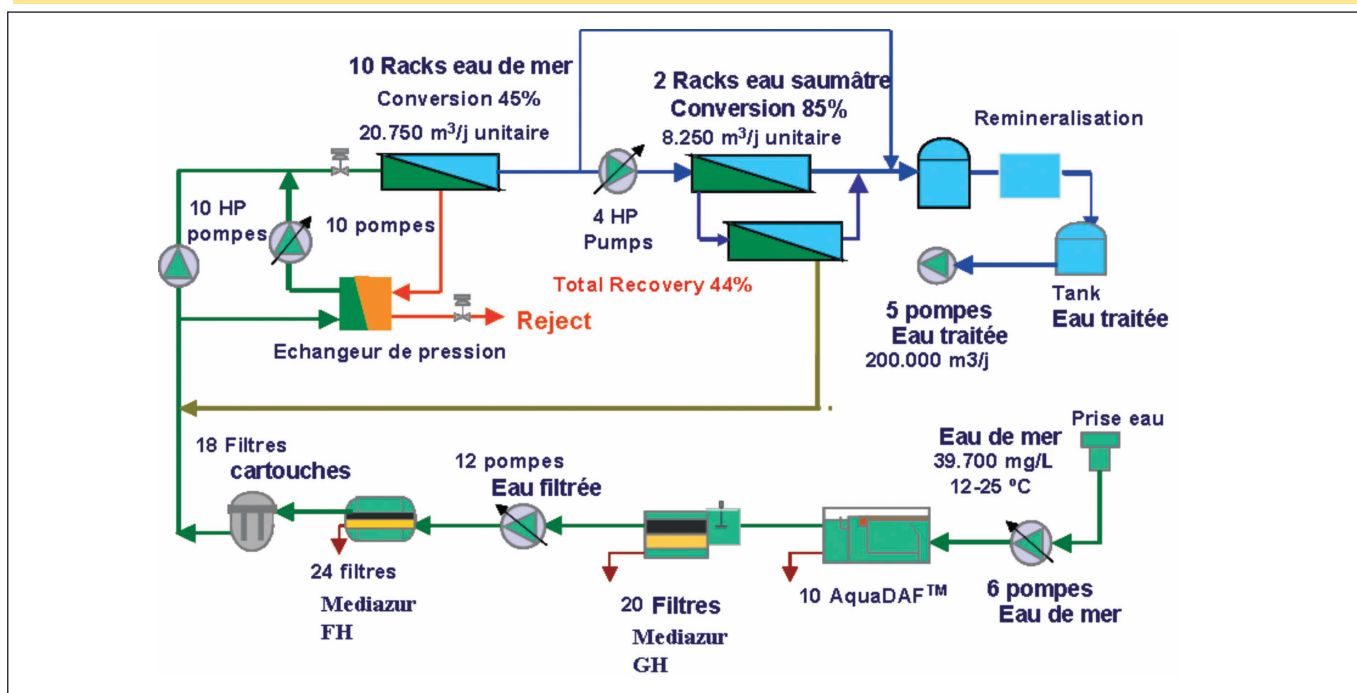 10 Racks eau de mer
Conversion 45%
20.750 m³/j unitaire
2 Racks eau saumâtre
Conversion 85%
8.250 m³/j unitaire
Remineralisation
10 HP
pompes
10 pompes
4 HP
Pumps
Total Recovery 44%
Reject
Echangeur de pression
Tank
Eau traitée
5 pompes
Eau traitée
200.000 m3/j
Prise eau
Eau de mer
39.700 mg/L
12-25 ºC
18 Filtres
cartouches
12 pompes
Eau filtrée
24 filtres
Mediazur
FH
20 Filtres
Mediazur
GH
10 AquaDAF™
6 pompes
Eau de mer